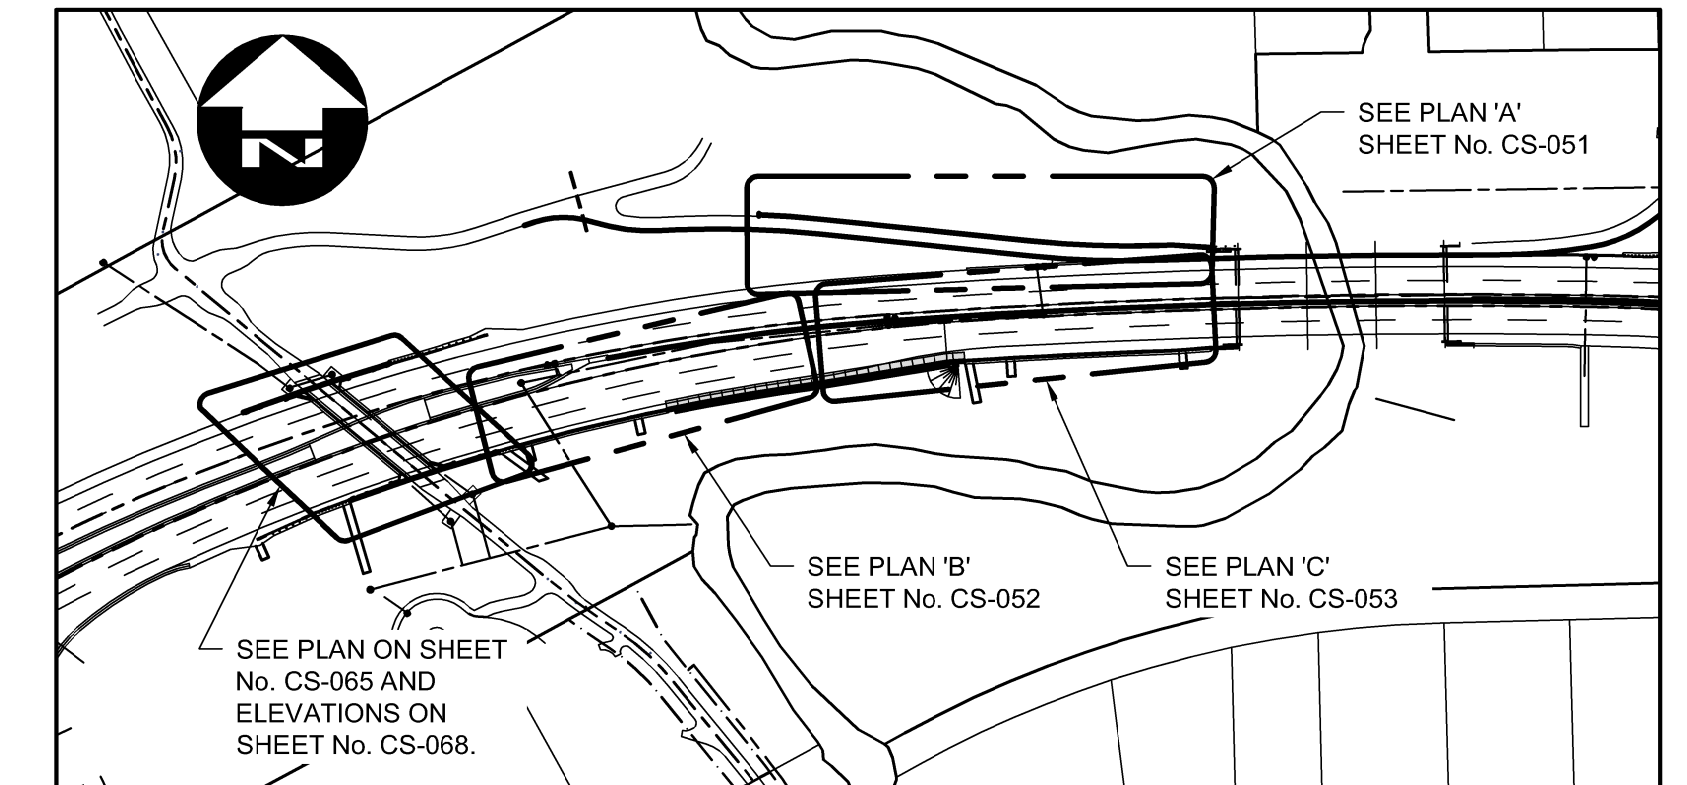 N
SEE PLAN 'A'
SHEET No. CS-051
SEE PLAN 'B'
SHEET No. CS-052
SEE PLAN 'C'
SHEET No. CS-053
SEE PLAN ON SHEET
No. CS-065 AND
ELEVATIONS ON
SHEET No. CS-068.